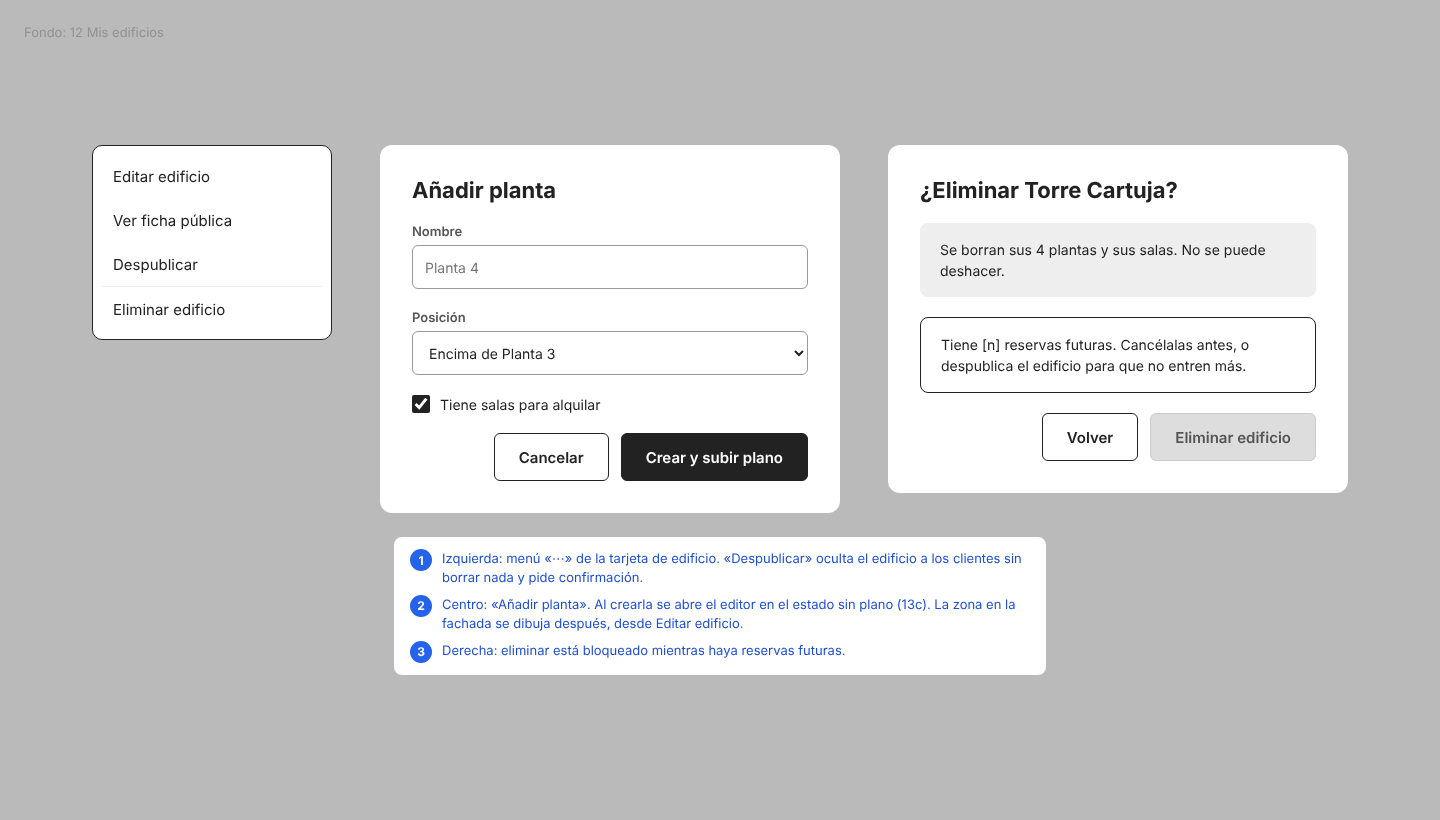 Fondo: 12 Mis edificios
Editar edificio
Ver ficha pública
Despublicar
Eliminar edificio
Añadir planta
Nombre
Planta 4
Posición
Encima de Planta 3
Tiene salas para alquilar
Cancelar
Crear y subir plano
¿Eliminar Torre Cartuja?
Se borran sus 4 plantas y sus salas. No se puede
deshacer.
Tiene [n] reservas futuras. Cancélalas antes, o
despublica el edificio para que no entren más.
Volver
Eliminar edificio
1 Izquierda: menú «···» de la tarjeta de edificio. «Despublicar» oculta el edificio a los clientes sin
borrar nada y pide confirmación.
2 Centro: «Añadir planta». Al crearla se abre el editor en el estado sin plano (13c). La zona en la
fachada se dibuja después, desde Editar edificio.
3 Derecha: eliminar está bloqueado mientras haya reservas futuras.